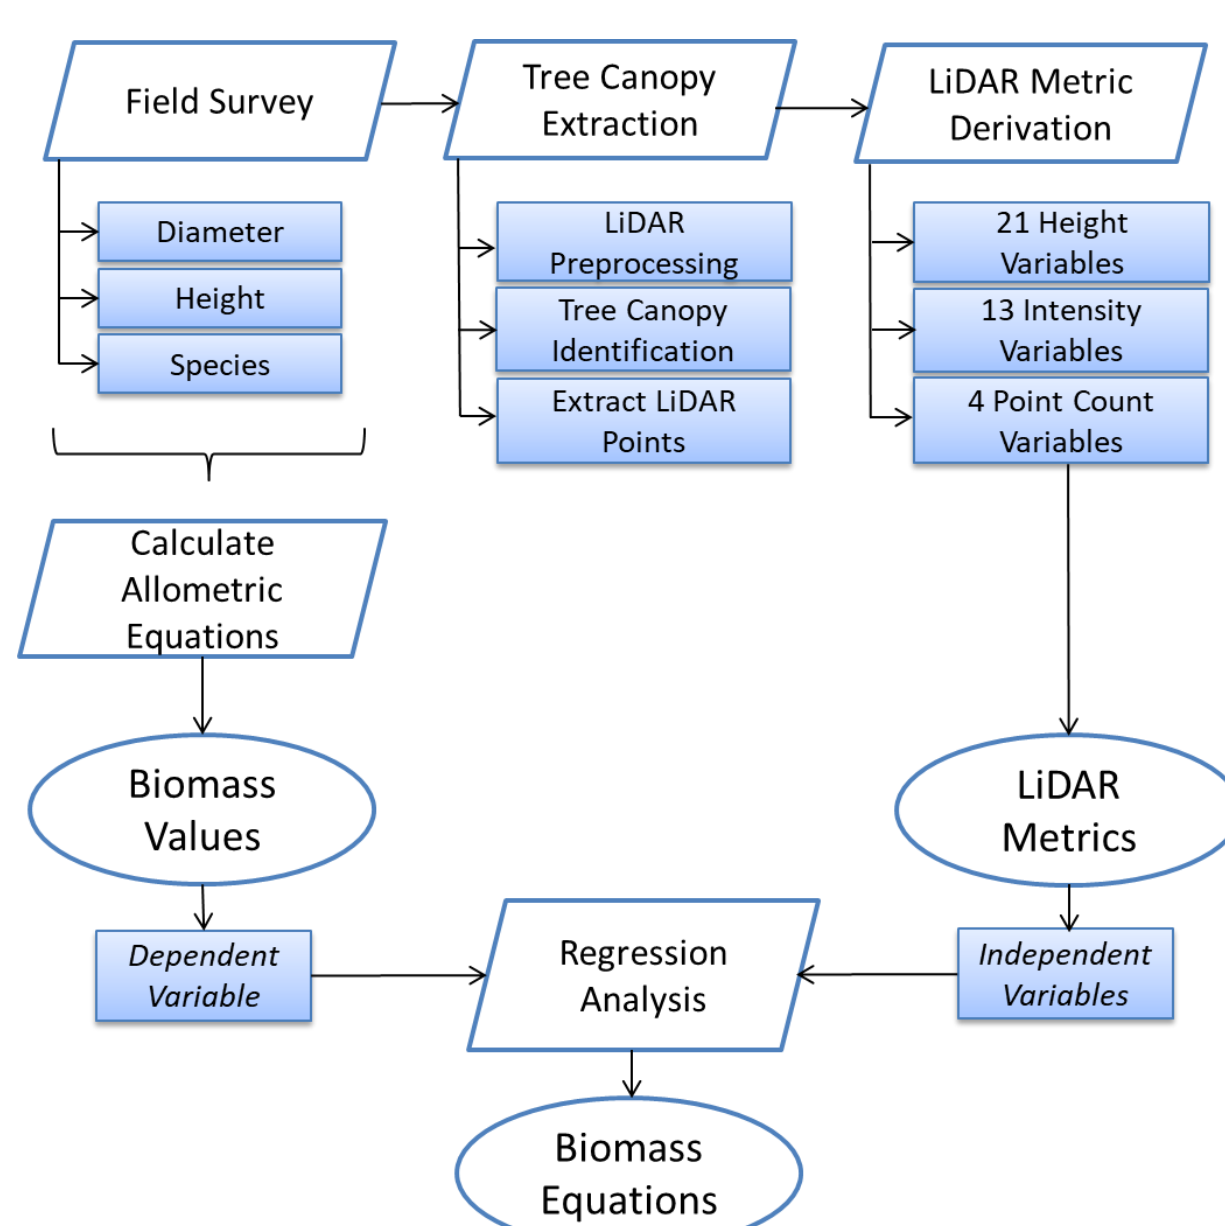 Field Survey
Tree Canopy
Extraction
LiDAR Metric
Derivation
Diameter
Height
Species
LiDAR
Preprocessing
Tree Canopy
Identification
Extract LiDAR
Points
21 Height
Variables
13 Intensity
Variables
4 Point Count
Variables
Calculate
Allometric
Equations
Biomass
Values
LiDAR
Metrics
Dependent
Variable
Regression
Analysis
Independent
Variables
Biomass
Equations